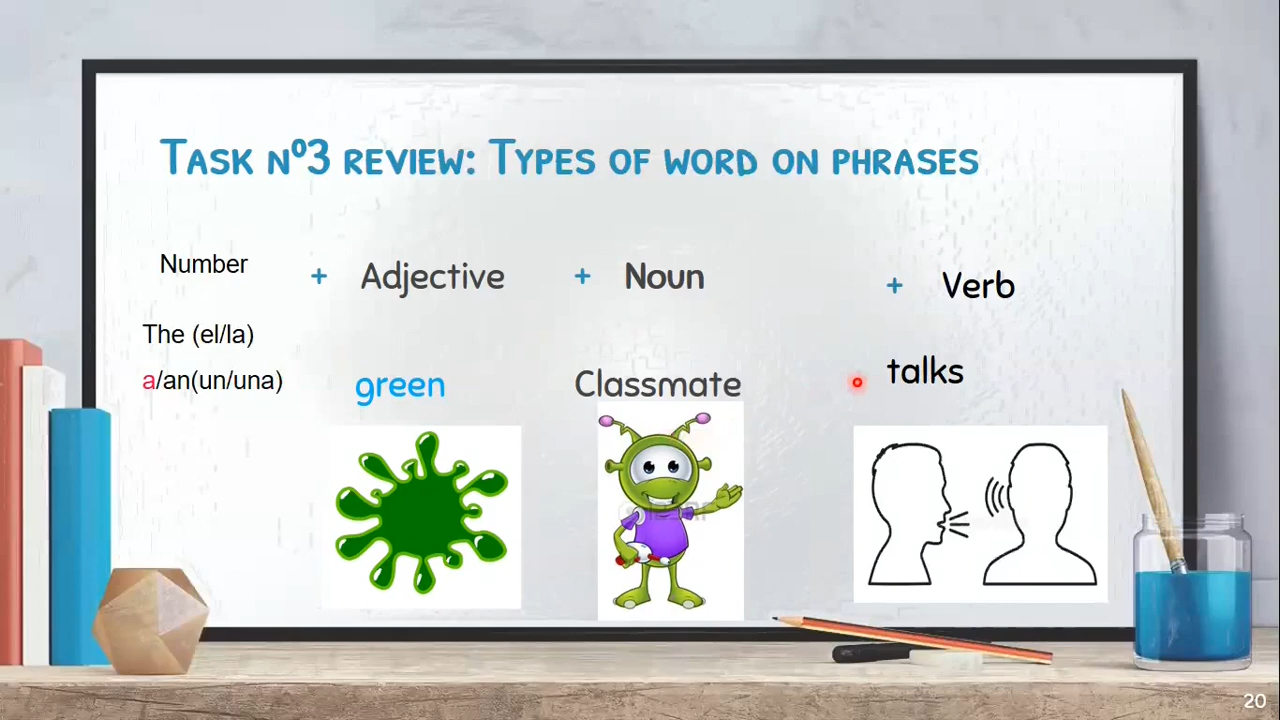 Task nº3 review: Types of word on phrases
Number + Adjective + Noun + Verb
The (el/la)
a/an(un/una) green Classmate talks
20